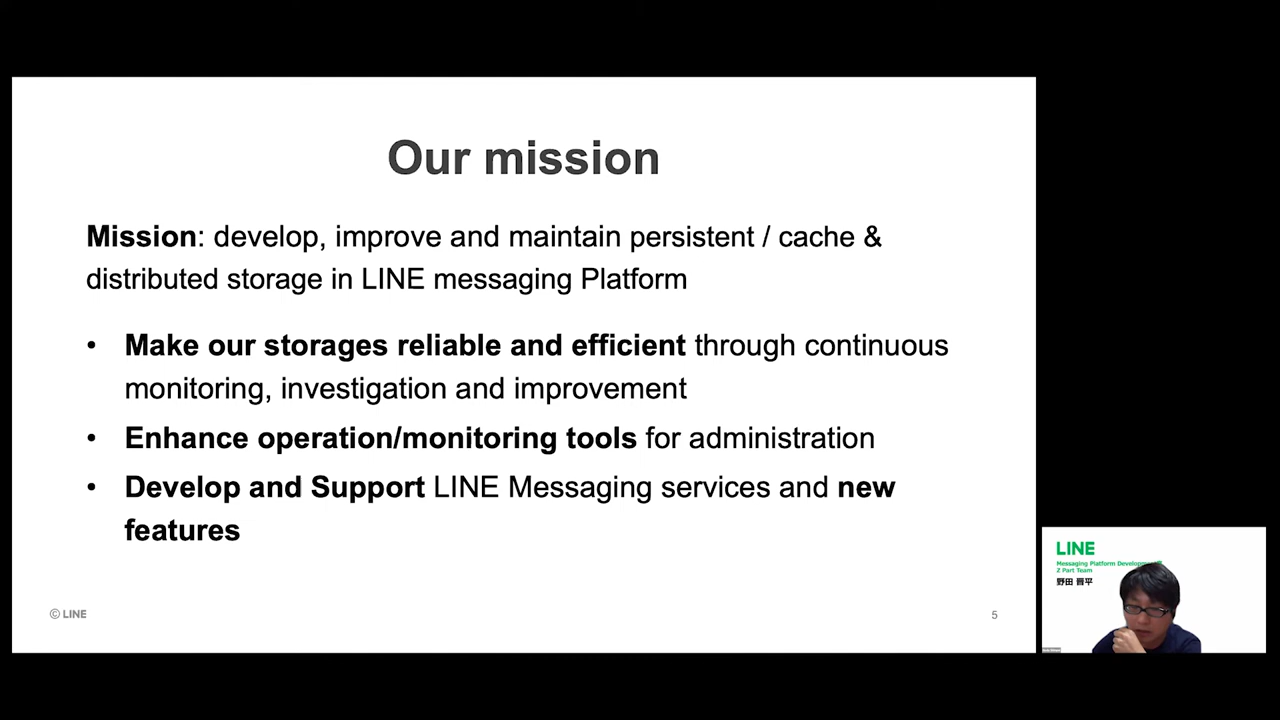 Our mission
Mission: develop, improve and maintain persistent / cache &
distributed storage in LINE messaging Platform
• Make our storages reliable and efficient through continuous
monitoring, investigation and improvement
• Enhance operation/monitoring tools for administration
• Develop and Support LINE Messaging services and new
features
© LINE
5
LINE
Messaging Platform Development
Z Part Team
野田 晋平